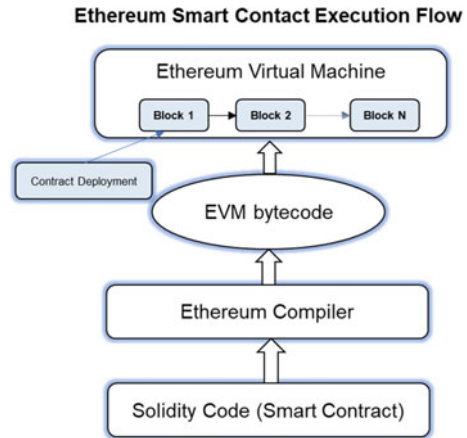 Ethereum Smart Contact Execution Flow
Ethereum Virtual Machine
Block 1
Block 2
Block N
Contract Deployment
EVM bytecode
Ethereum Compiler
Solidity Code (Smart Contract)